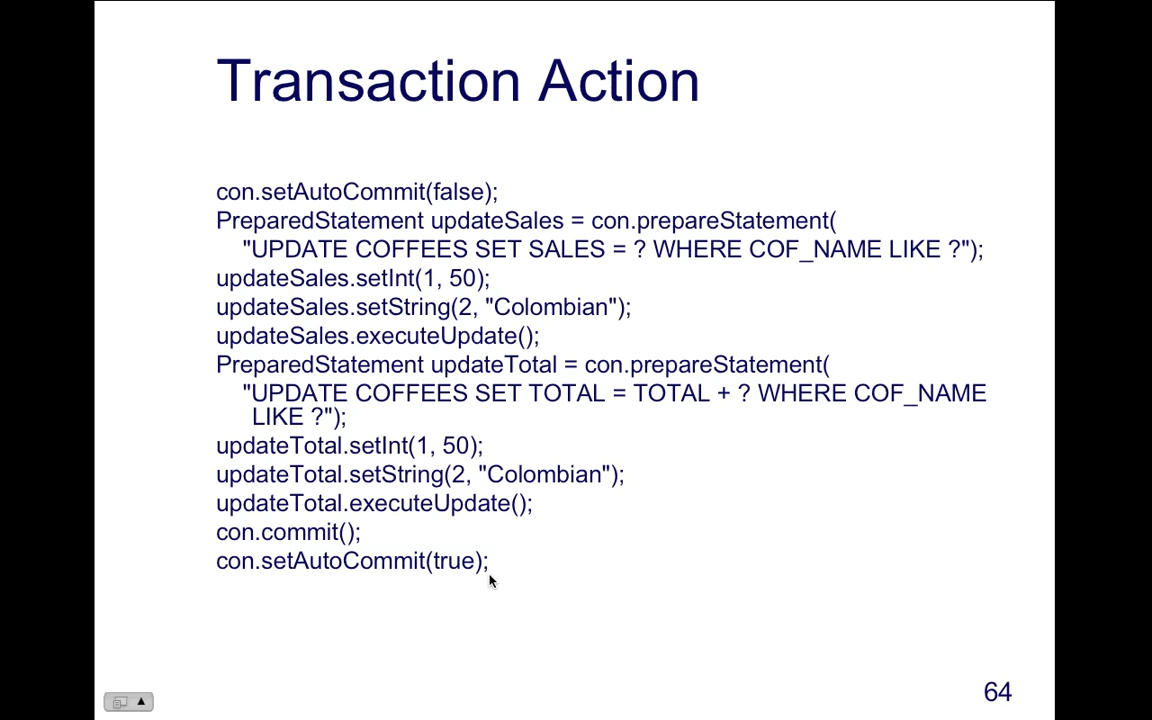 Transaction Action
con.setAutoCommit(false);
PreparedStatement updateSales = con.prepareStatement(
"UPDATE COFFEES SET SALES = ? WHERE COF_NAME LIKE ?");
updateSales.setInt(1, 50);
updateSales.setString(2, "Colombian");
updateSales.executeUpdate();
PreparedStatement updateTotal = con.prepareStatement(
"UPDATE COFFEES SET TOTAL = TOTAL + ? WHERE COF_NAME
LIKE ?");
updateTotal.setInt(1, 50);
updateTotal.setString(2, "Colombian");
updateTotal.executeUpdate();
con.commit();
con.setAutoCommit(true);
64